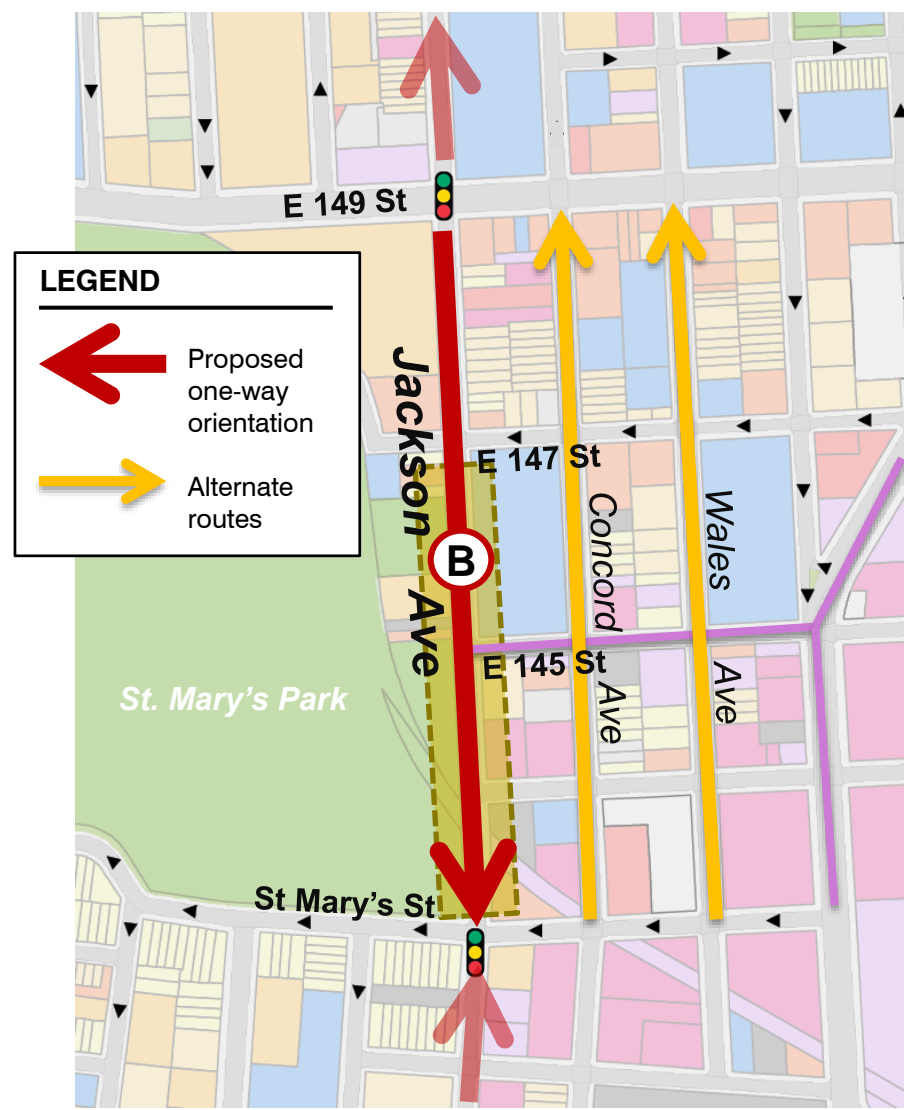 E 149 St
LEGEND
Proposed
one-way
orientation
Alternate
routes
Jackson Ave
E 147 St
B
Concord Ave
Wales Ave
E 145 St
St. Mary's Park
St Mary's St